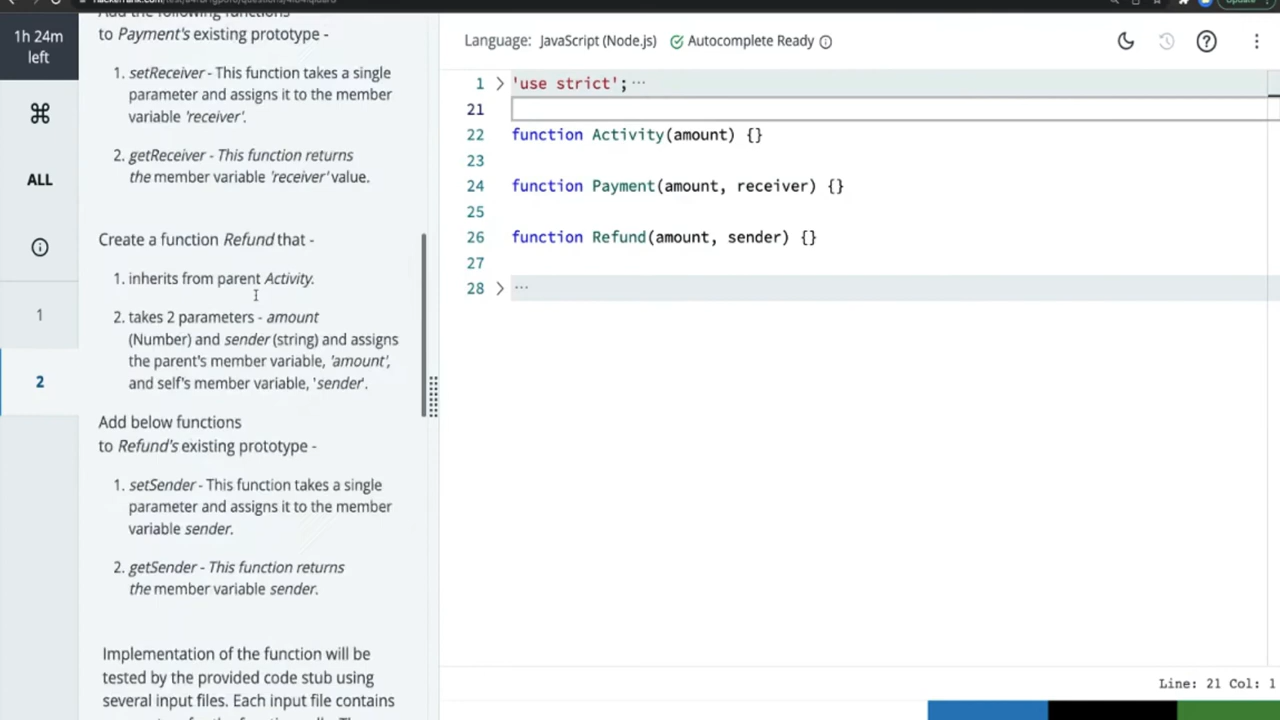 Update
Add the following functions
to Payment's existing prototype -
1. setReceiver - This function takes a single
parameter and assigns it to the member
variable 'receiver'.
2. getReceiver - This function returns
the member variable 'receiver' value.
Create a function Refund that -
1. inherits from parent Activity.
2. takes 2 parameters - amount
(Number) and sender (string) and assigns
the parent's member variable, 'amount',
and self's member variable, 'sender'.
Add below functions
to Refund's existing prototype -
1. setSender - This function takes a single
parameter and assigns it to the member
variable sender.
2. getSender - This function returns
the member variable sender.
Implementation of the function will be
tested by the provided code stub using
several input files. Each input file contains
1h 24m
left
ALL
1
2
Language: JavaScript (Node.js) Autocomplete Ready
1 'use strict'; ...
21
22 function Activity(amount) {}
23
24 function Payment(amount, receiver) {}
25
26 function Refund(amount, sender) {}
27
28 ...
Line: 21 Col: 1